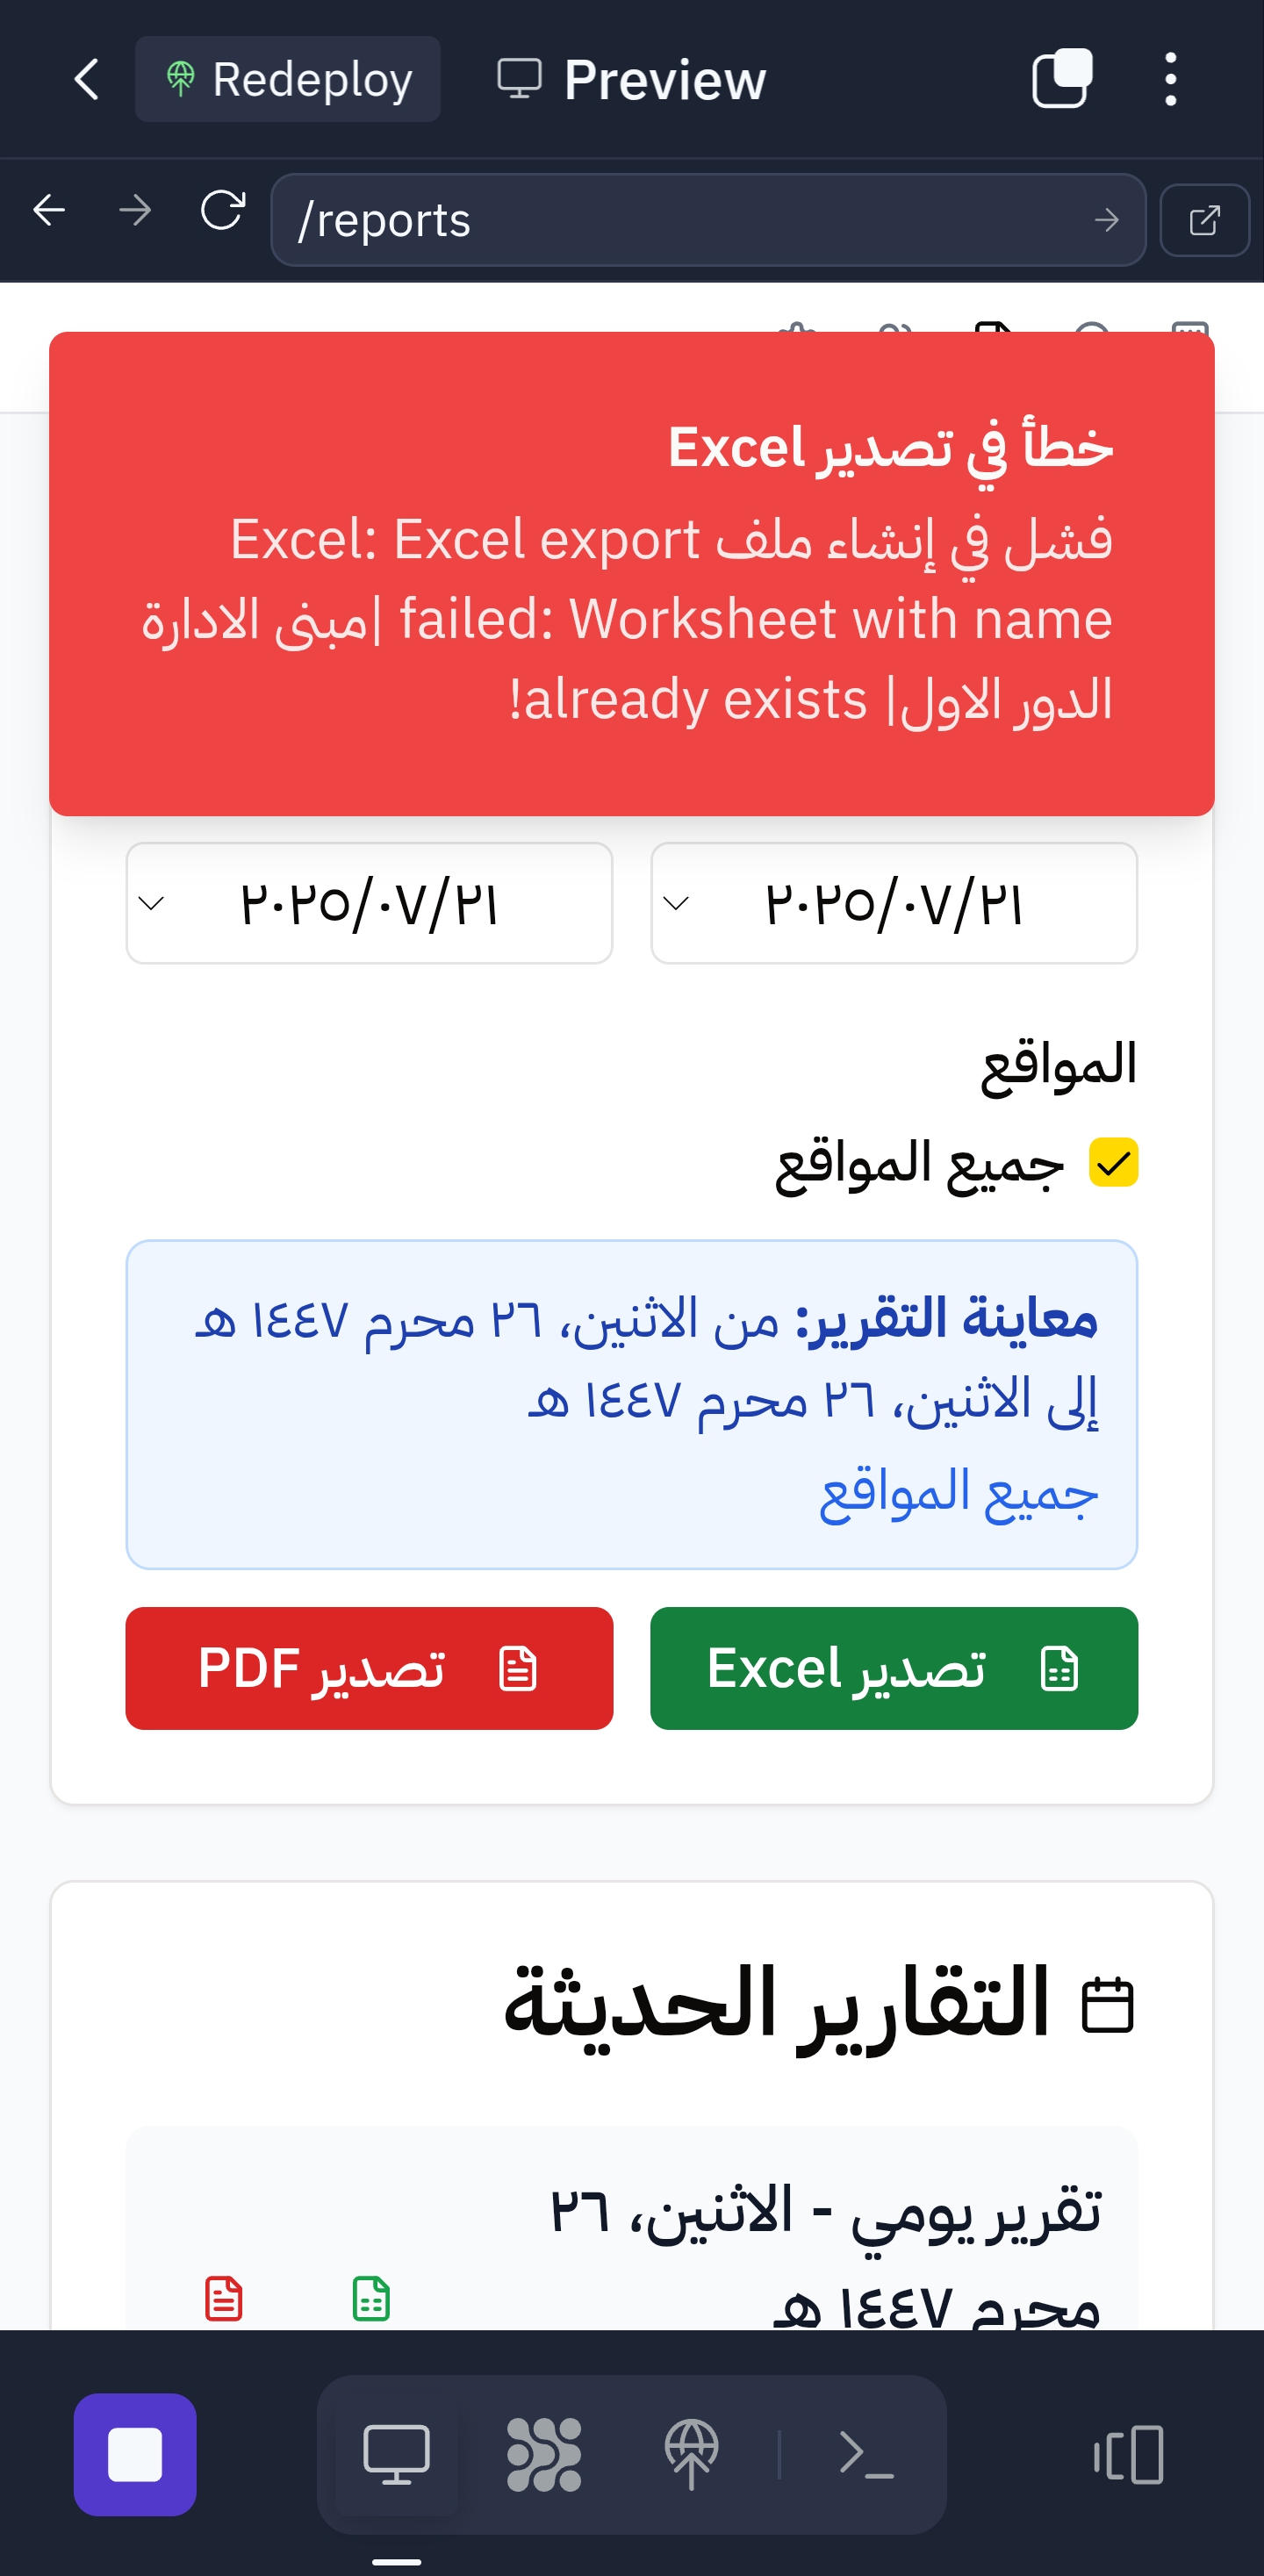 Redeploy
Preview
/reports
خطأ في تصدير Excel
فشل في إنشاء ملف Excel: Excel export
failed: Worksheet with name |مبنى الادارة
الدور الاول| already exists!
٢٠٢٥/٠٧/٢١
٢٠٢٥/٠٧/٢١
المواقع
جميع المواقع
معاينة التقرير: من الاثنين، ٢٦ محرم ١٤٤٧ هـ
إلى الاثنين، ٢٦ محرم ١٤٤٧ هـ
جميع المواقع
تصدير Excel
تصدير PDF
التقارير الحديثة
تقرير يومي - الاثنين، ٢٦
محرم ١٤٤٧ هـ